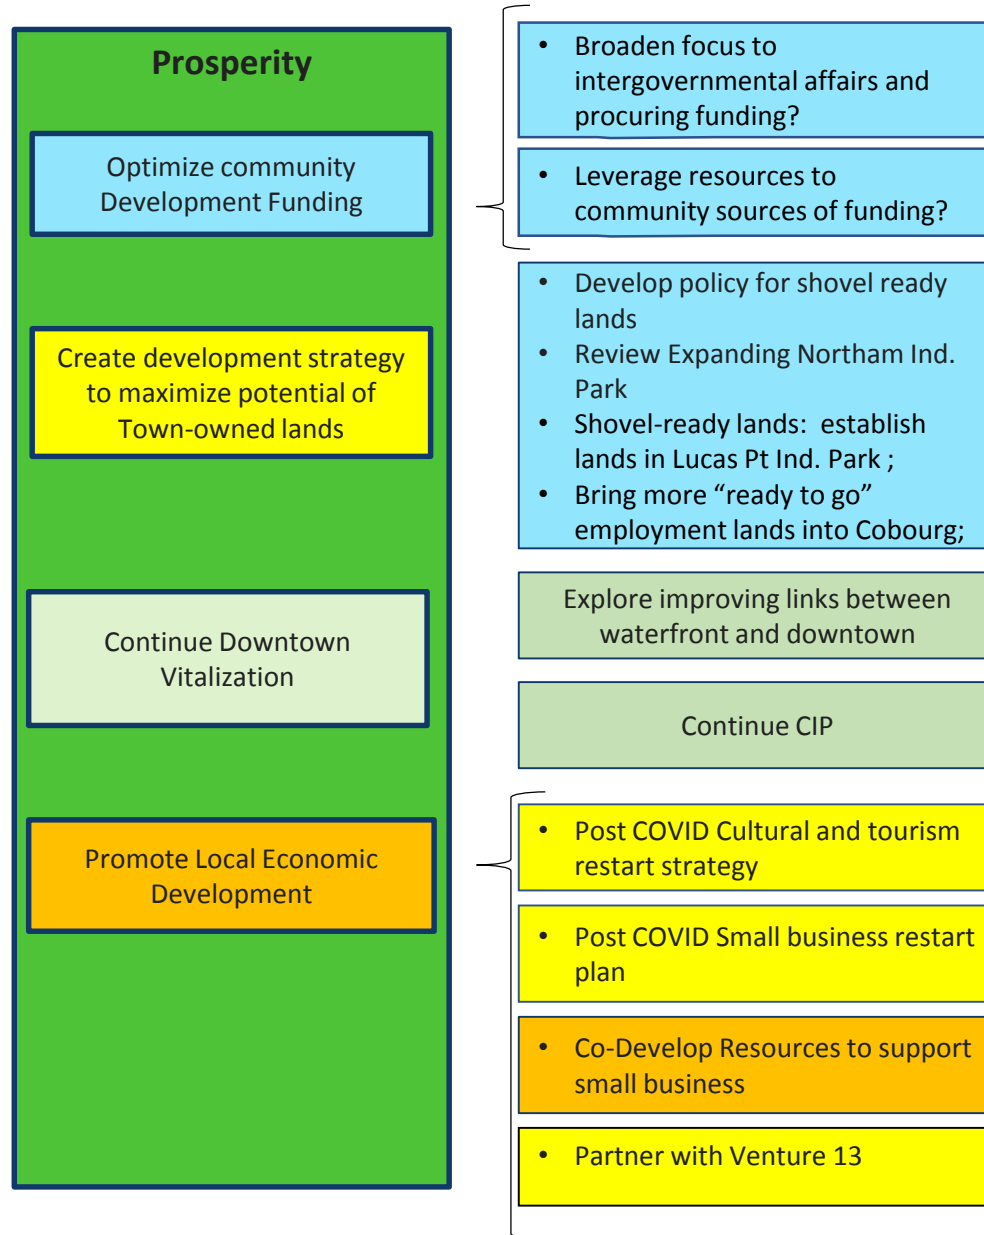 Prosperity
Optimize community
Development Funding
• Broaden focus to
intergovernmental affairs and
procuring funding?
• Leverage resources to
community sources of funding?
Create development strategy
to maximize potential of
Town-owned lands
• Develop policy for shovel ready
lands
• Review Expanding Northam Ind.
Park
• Shovel-ready lands: establish
lands in Lucas Pt Ind. Park ;
• Bring more “ready to go”
employment lands into Cobourg;
Continue Downtown
Vitalization
Explore improving links between
waterfront and downtown
Continue CIP
Promote Local Economic
Development
• Post COVID Cultural and tourism
restart strategy
• Post COVID Small business restart
plan
• Co-Develop Resources to support
small business
• Partner with Venture 13